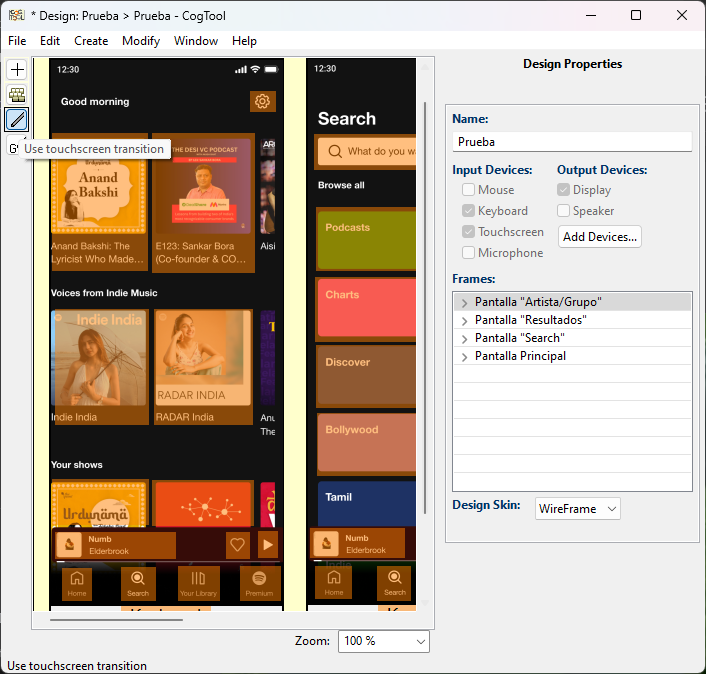 * Design: Prueba > Prueba - CogTool
File Edit Create Modify Window Help
Use touchscreen transition
12:30
Good morning
Urdunama
Anand
Bakshi
THE DESI VC PODCAST
Anand Bakshi: The
Lyricist Who Made...
E123: Sankar Bora
(Co-founder & CO...
Aisi
Voices from Indie Music
Indie India
RADAR INDIA
Indie India
RADAR India
Anu
The
Your shows
Urdunama
Numb
Elderbrook
Home
Search
Your Library
Premium
12:30
Search
What do you wa
Browse all
Podcasts
Charts
Discover
Bollywood
Tamil
Numb
Elderbrook
Indie
Home
Search
Design Properties
Name:
Prueba
Input Devices:
Mouse
Keyboard
Touchscreen
Microphone
Output Devices:
Display
Speaker
Add Devices...
Frames:
Pantalla "Artista/Grupo"
Pantalla "Resultados"
Pantalla "Search"
Pantalla Principal
Design Skin: WireFrame
Zoom: 100 %
Use touchscreen transition